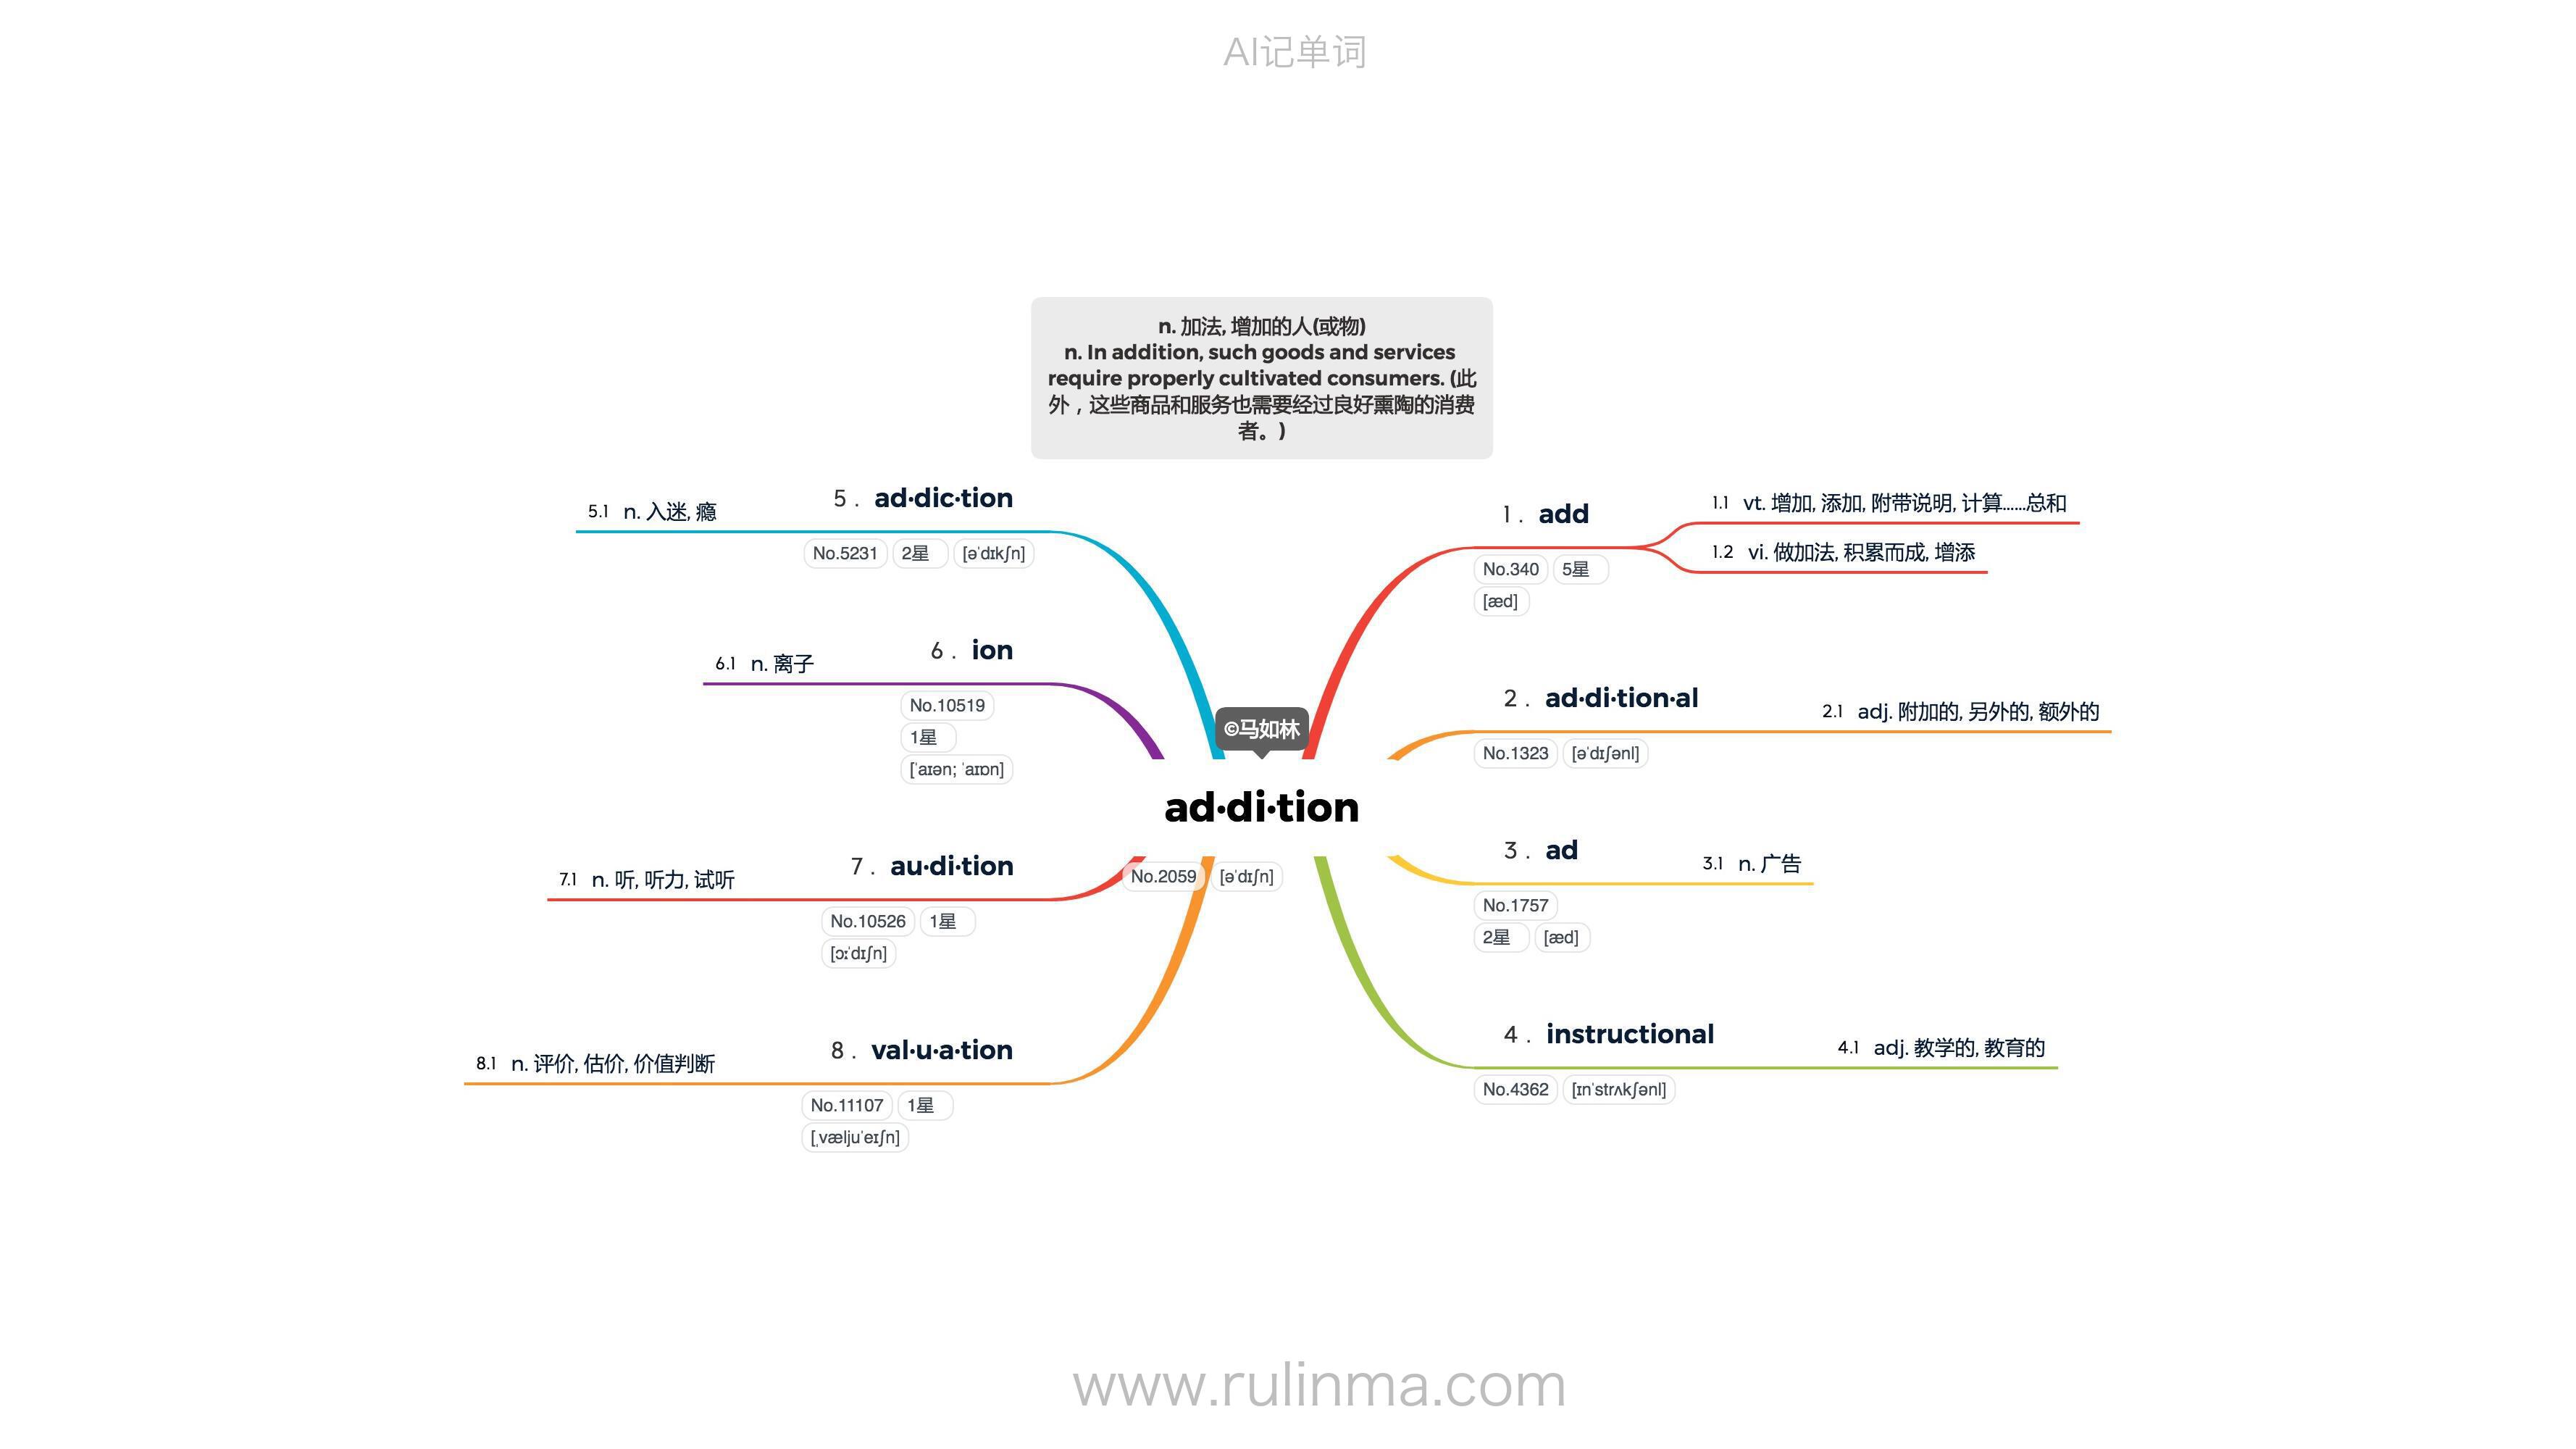 AI记单词
n. 加法, 增加的人(或物)
n. In addition, such goods and services
require properly cultivated consumers. (此
外，这些商品和服务也需要经过良好熏陶的消费
者。)
©马如林
ad·di·tion
No.2059 [əˈdɪʃn]
1 . add
No.340 5星
[æd]
1.1 vt. 增加, 添加, 附带说明, 计算……总和
1.2 vi. 做加法, 积累而成, 增添
2 . ad·di·tion·al
2.1 adj. 附加的, 另外的, 额外的
No.1323 [əˈdɪʃənl]
3 . ad
3.1 n. 广告
No.1757
2星 [æd]
4 . instructional
4.1 adj. 教学的, 教育的
No.4362 [ɪnˈstrʌkʃənl]
5 . ad·dic·tion
5.1 n. 入迷, 瘾
No.5231 2星 [əˈdɪkʃn]
6 . ion
6.1 n. 离子
No.10519
1星
[ˈaɪən; ˈaɪɒn]
7 . au·di·tion
7.1 n. 听, 听力, 试听
No.10526 1星
[ɔːˈdɪʃn]
8 . val·u·a·tion
8.1 n. 评价, 估价, 价值判断
No.11107 1星
[ˌvæljuˈeɪʃn]
www.rulinma.com